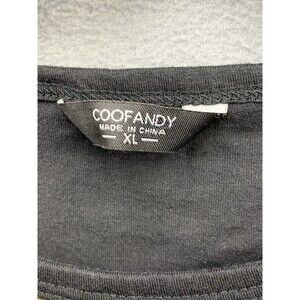 COOFANDY
MADE IN CHINA
— XL —